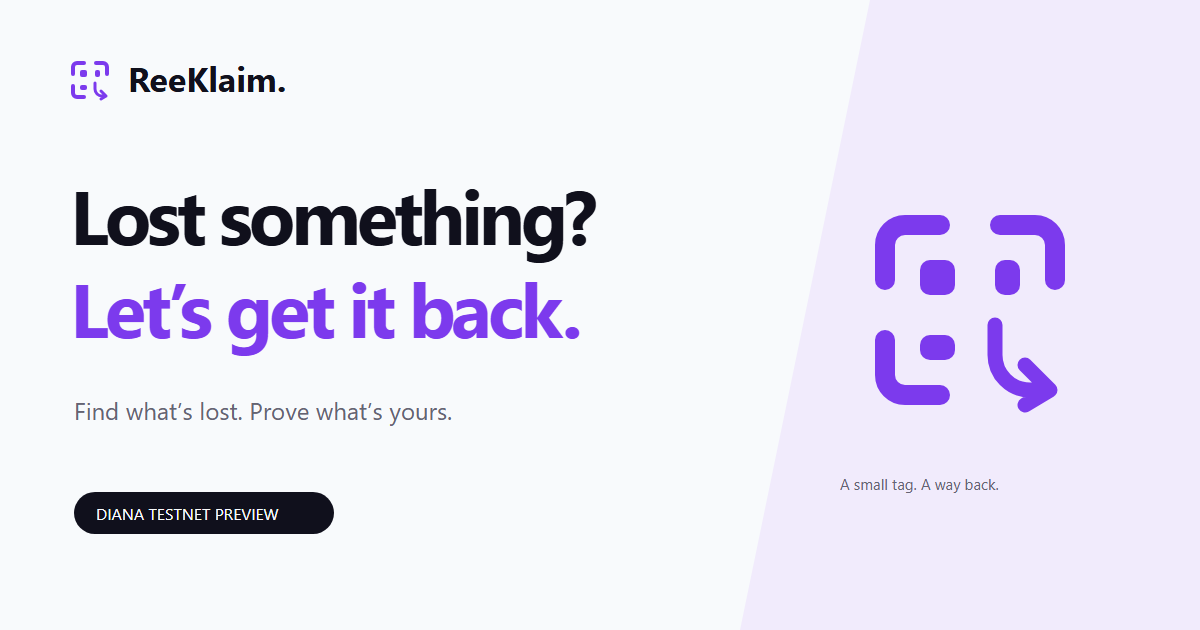 ReeKlaim.
Lost something?
Let’s get it back.
Find what’s lost. Prove what’s yours.
DIANA TESTNET PREVIEW
A small tag. A way back.